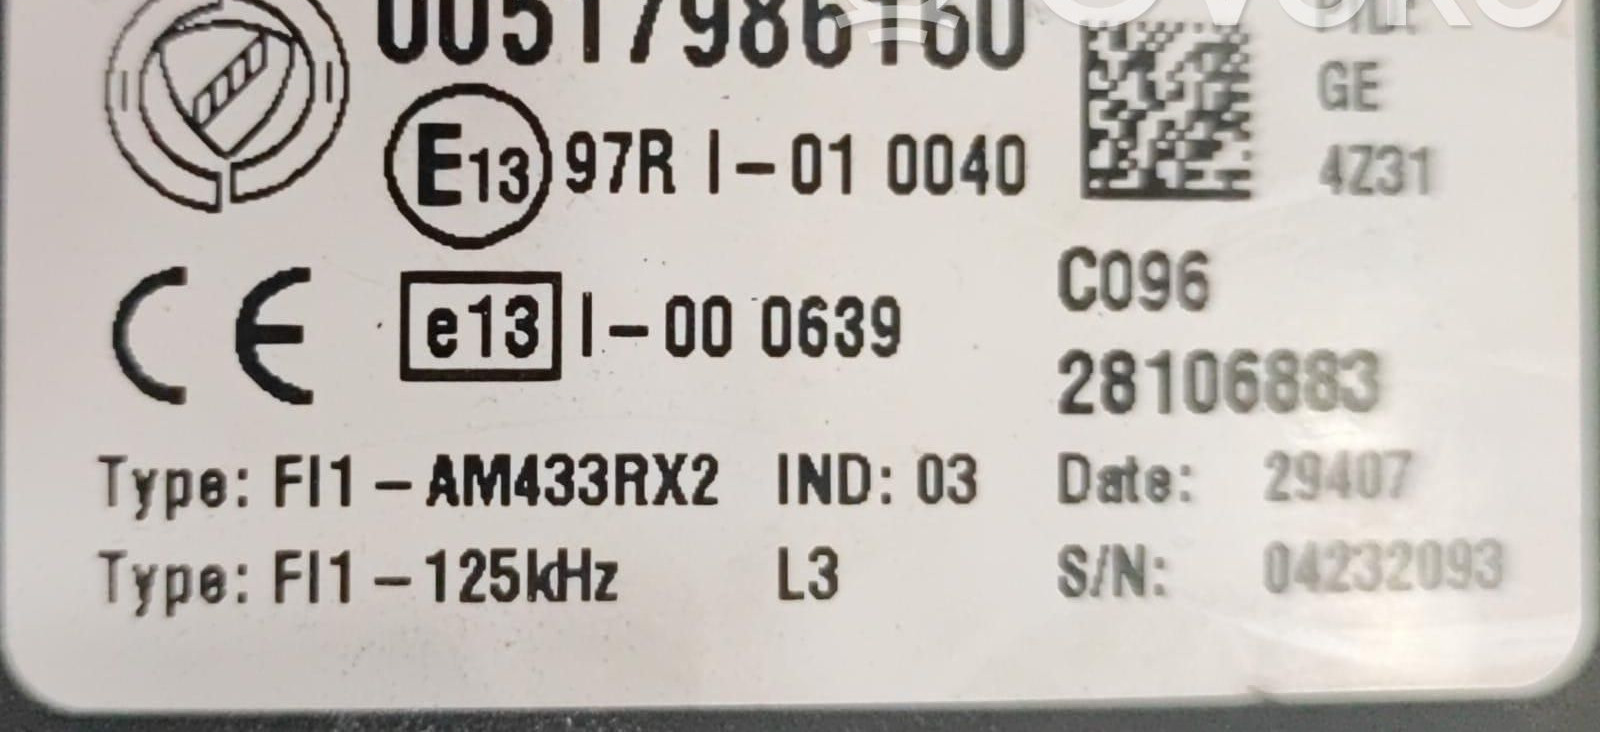 00517986160
GE
E13 97R I-01 0040
4Z31
C096
CE e13 I-00 0639
28106883
Type: FI1-AM433RX2 IND: 03 Date: 29407
Type: FI1-125kHz L3 S/N: 04232093